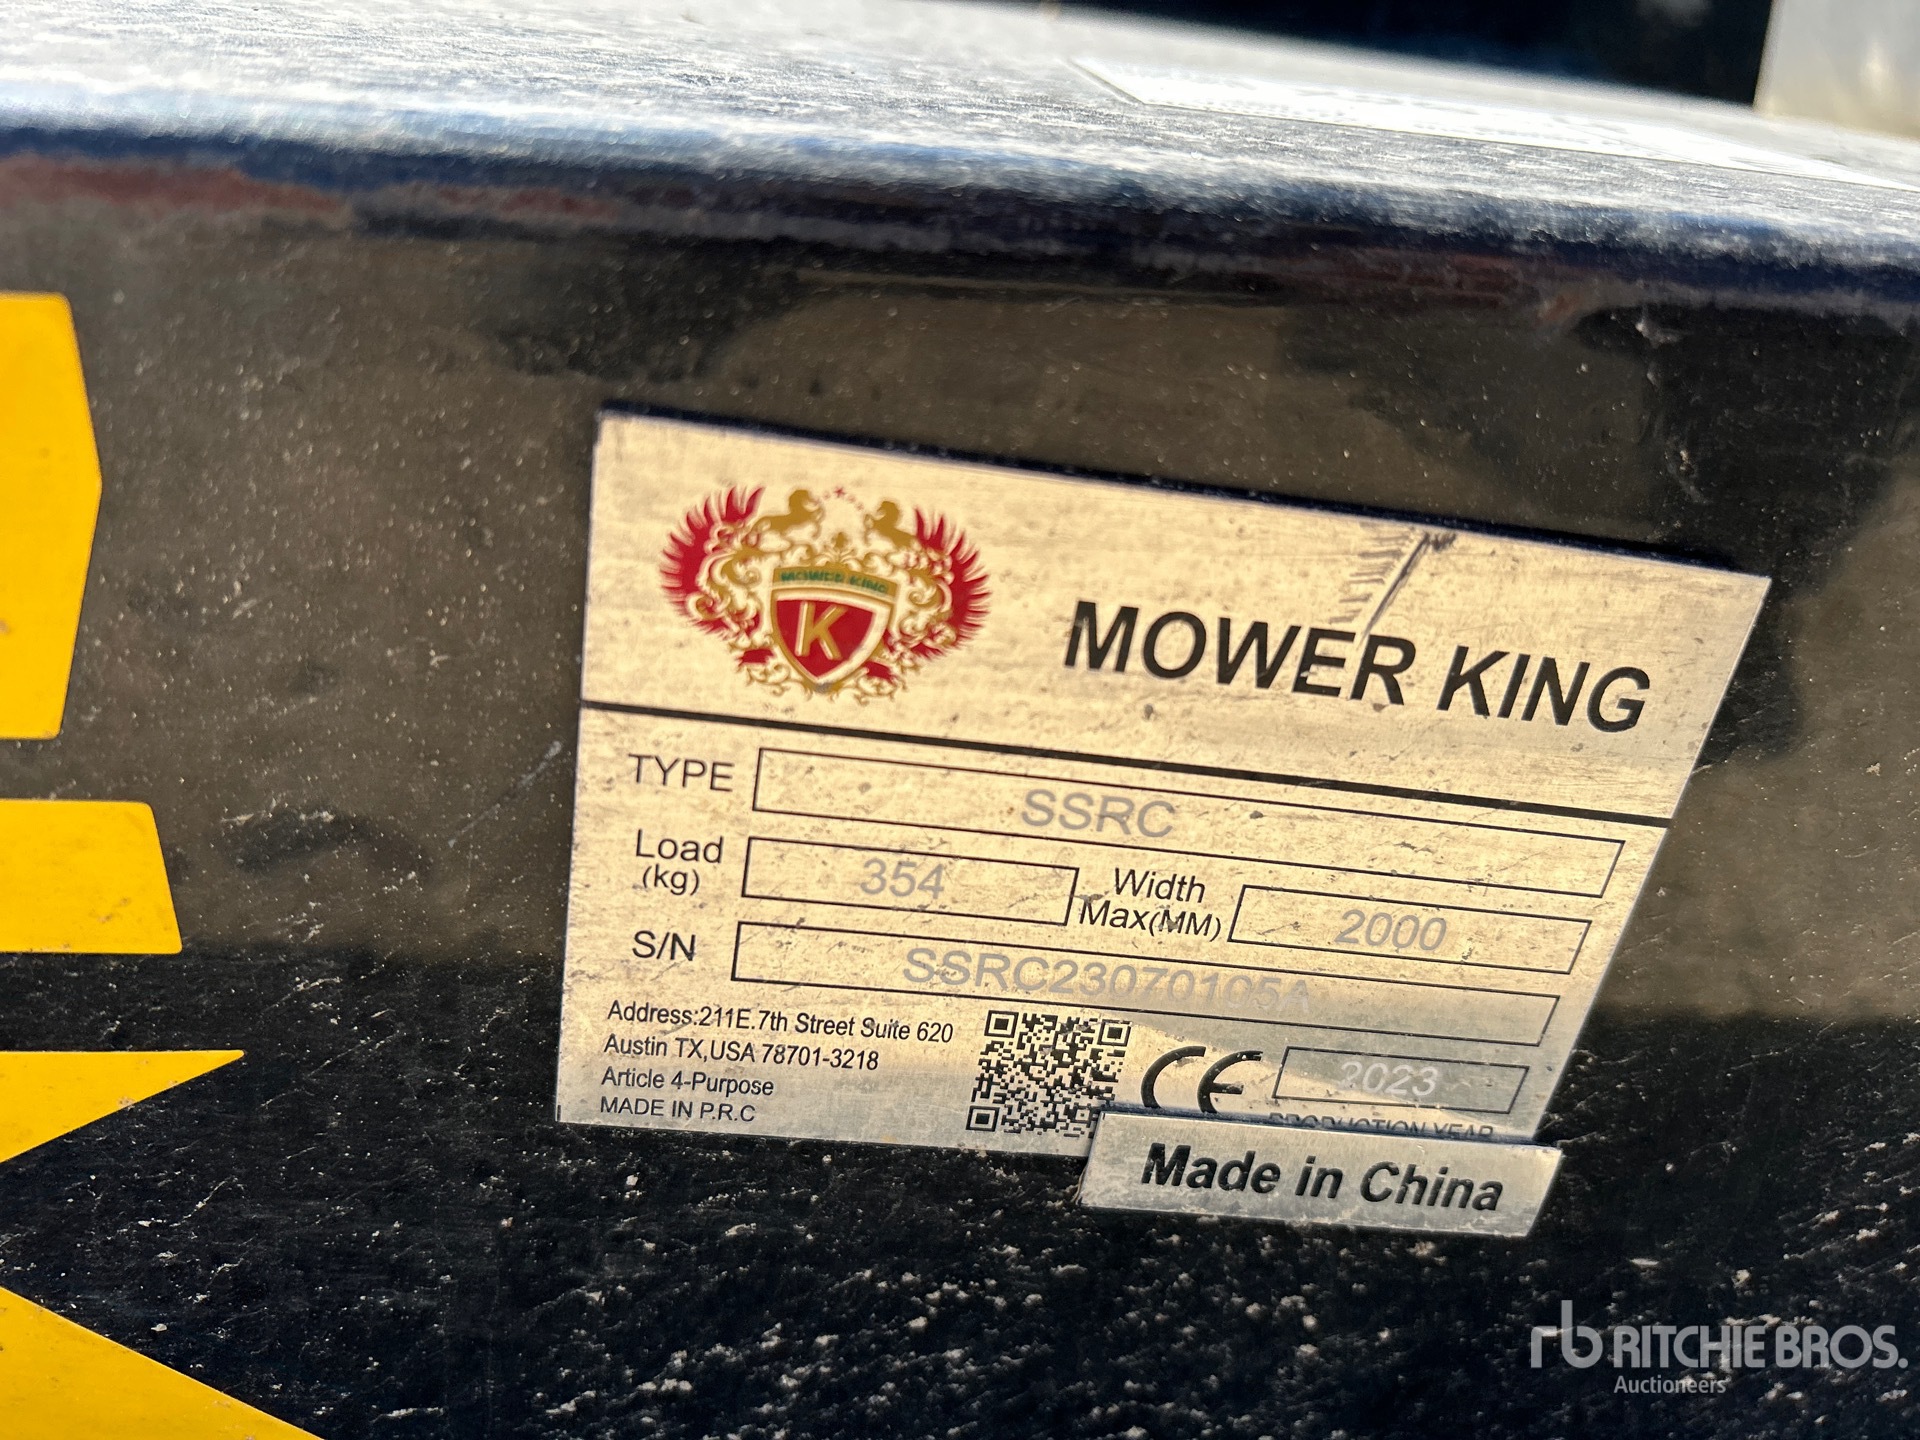 MOWER KING
K
MOWER KING
TYPE SSRC
Load (kg) 354 Width Max(MM) 2000
S/N SSRC23070105A
Address:211E.7th Street Suite 620
Austin TX,USA 78701-3218
Article 4-Purpose
MADE IN P.R.C
CE
2023
PRODUCTION YEAR
Made in China
rb RITCHIE BROS.
Auctioneers